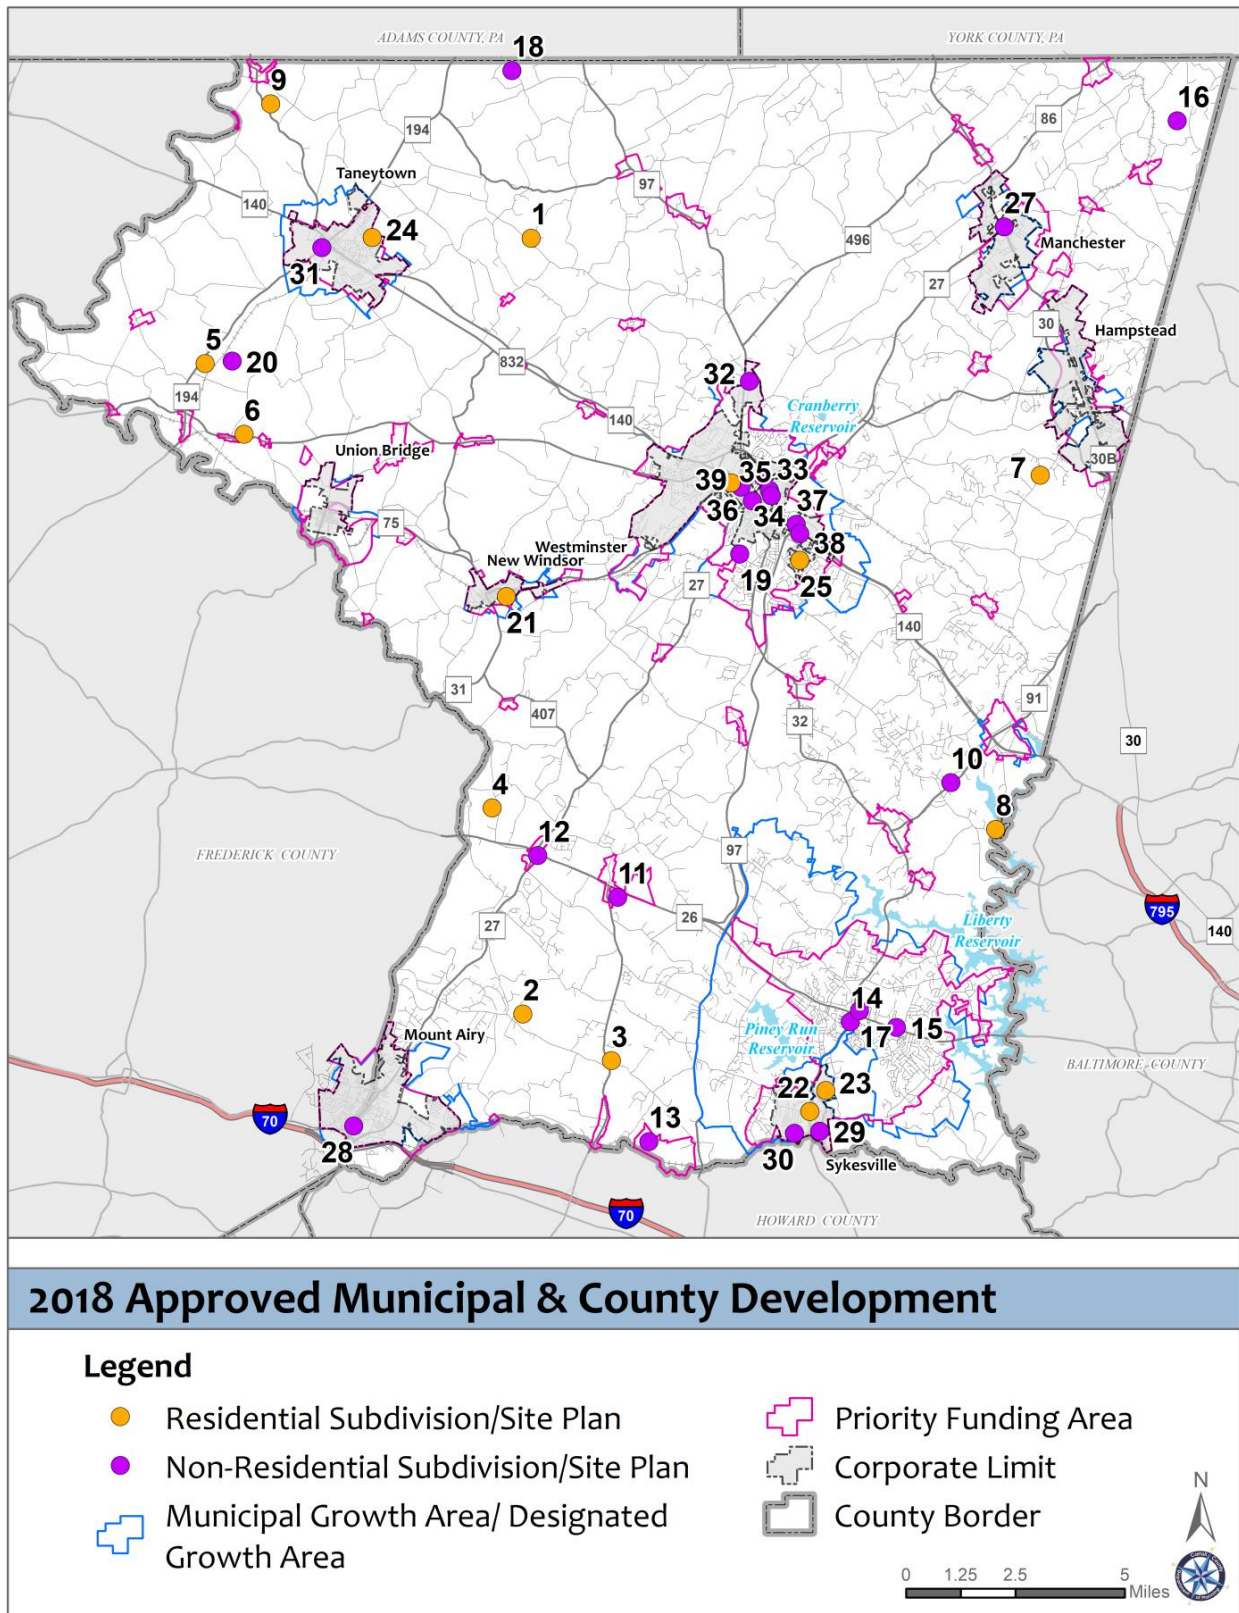 ADAMS COUNTY, PA
YORK COUNTY, PA
18
9
16
86
194
97
Taneytown
140
27
1
24
496
Manchester
31
27
30
Hampstead
5
20
832
32
194
Cranberry
Reservoir
6
140
Union Bridge
30B
39
35
33
7
36
34
37
75
Westminster
38
New Windsor
19
25
27
21
140
31
91
407
32
30
10
4
8
12
97
FREDERICK COUNTY
11
795
26
27
Liberty
Reservoir
140
2
14
Piney Run
Reservoir
17
15
Mount Airy
3
BALTIMORE COUNTY
22
23
70
13
28
30
29
Sykesville
70
HOWARD COUNTY
2018 Approved Municipal & County Development
Legend
Residential Subdivision/Site Plan
Non-Residential Subdivision/Site Plan
Municipal Growth Area/ Designated
Growth Area
Priority Funding Area
Corporate Limit
County Border
N
0 1.25 2.5 5
Miles